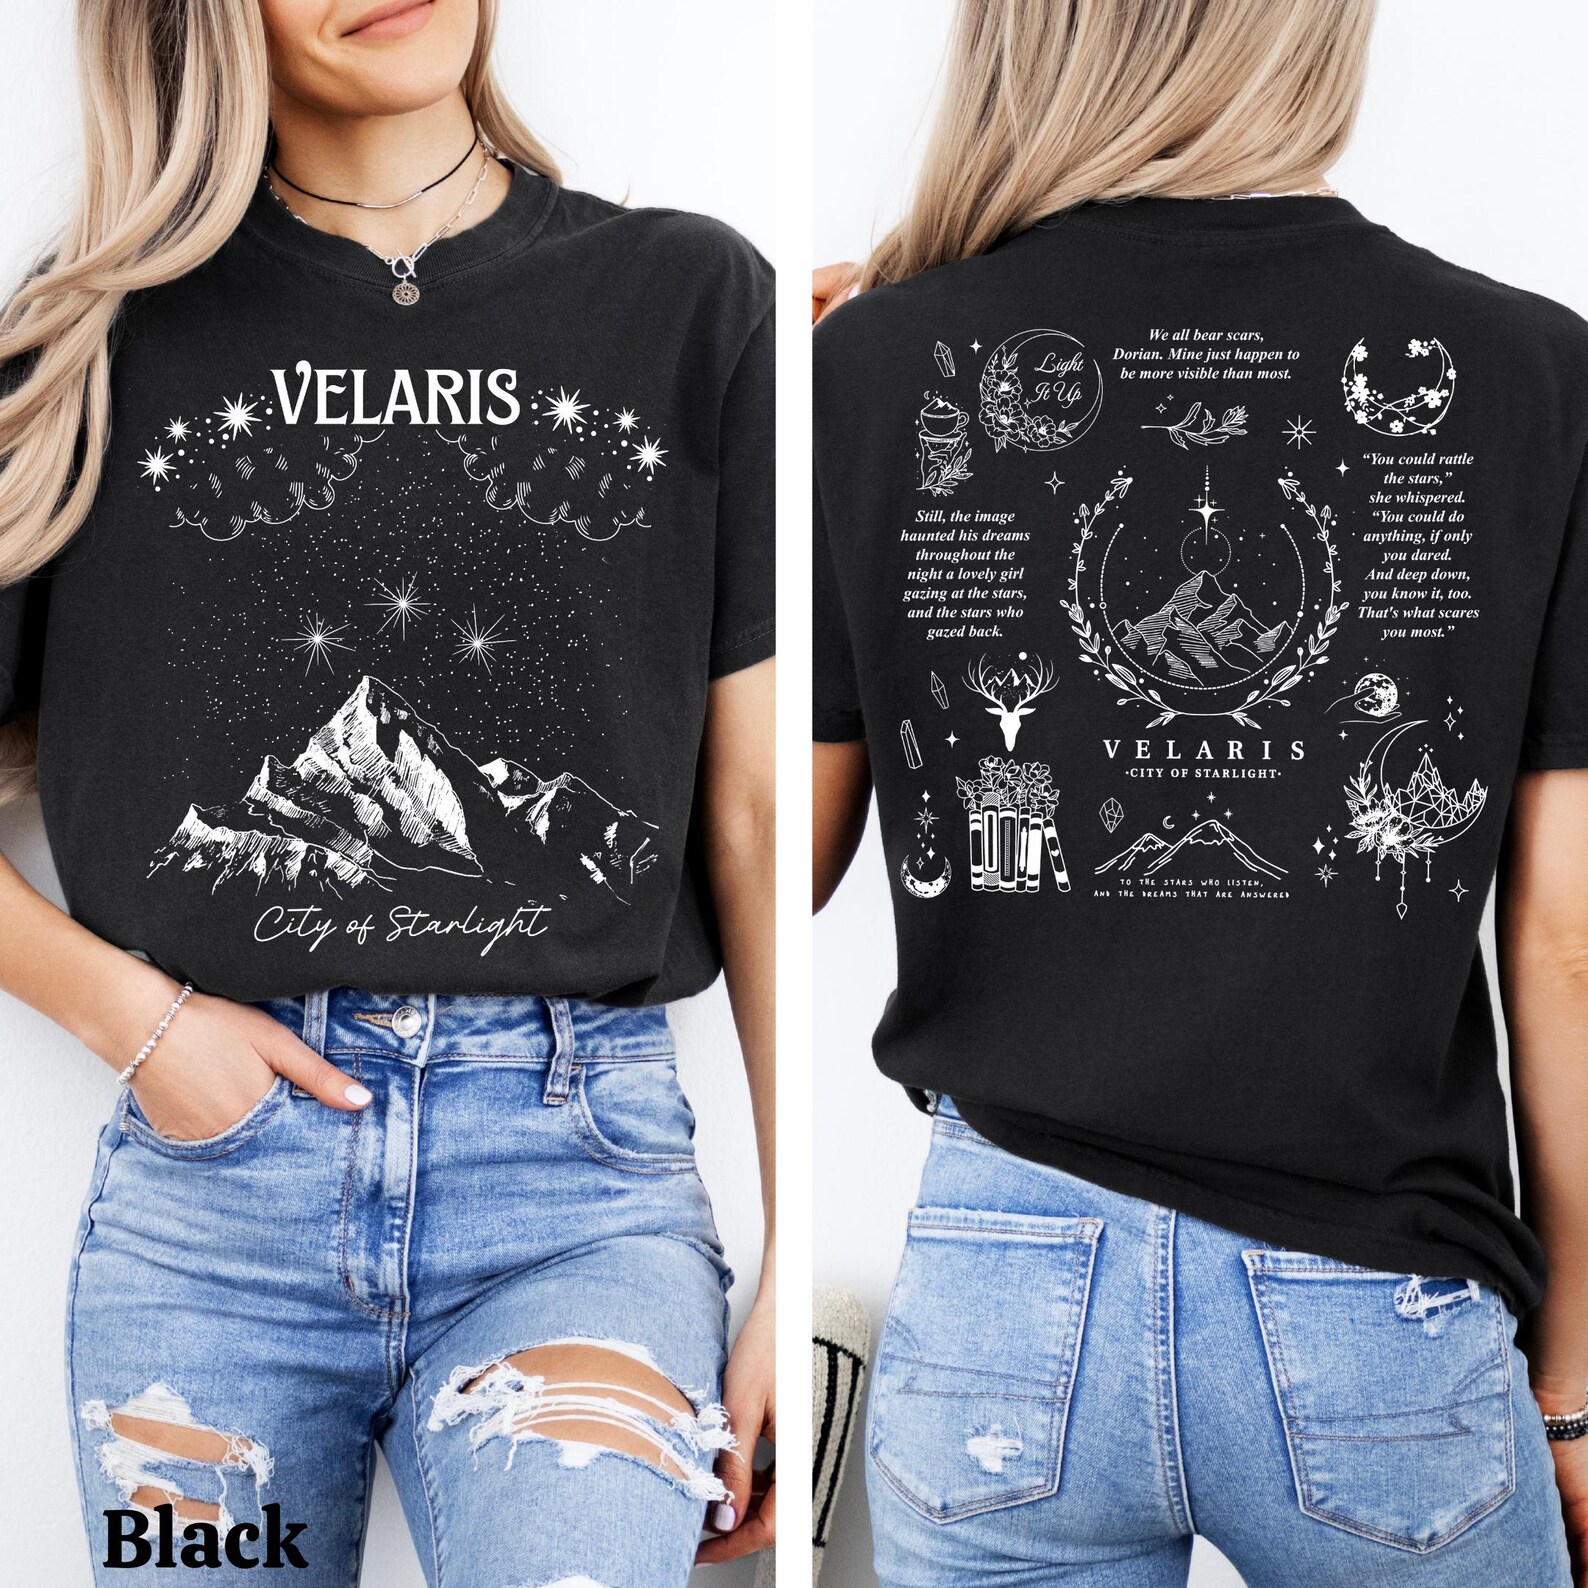 VELARIS
City of Starlight
Black
Light
It Up
We all bear scars,
Dorian. Mine just happen to
be more visible than most.
“You could rattle
the stars,”
she whispered.
“You could do
anything, if only
you dared.
And deep down,
you know it, too.
That's what scares
you most.”
Still, the image
haunted his dreams
throughout the
night a lovely girl
gazing at the stars,
and the stars who
gazed back.
VELARIS
•CITY OF STARLIGHT•
TO THE STARS WHO LISTEN,
AND THE DREAMS THAT ARE ANSWERED